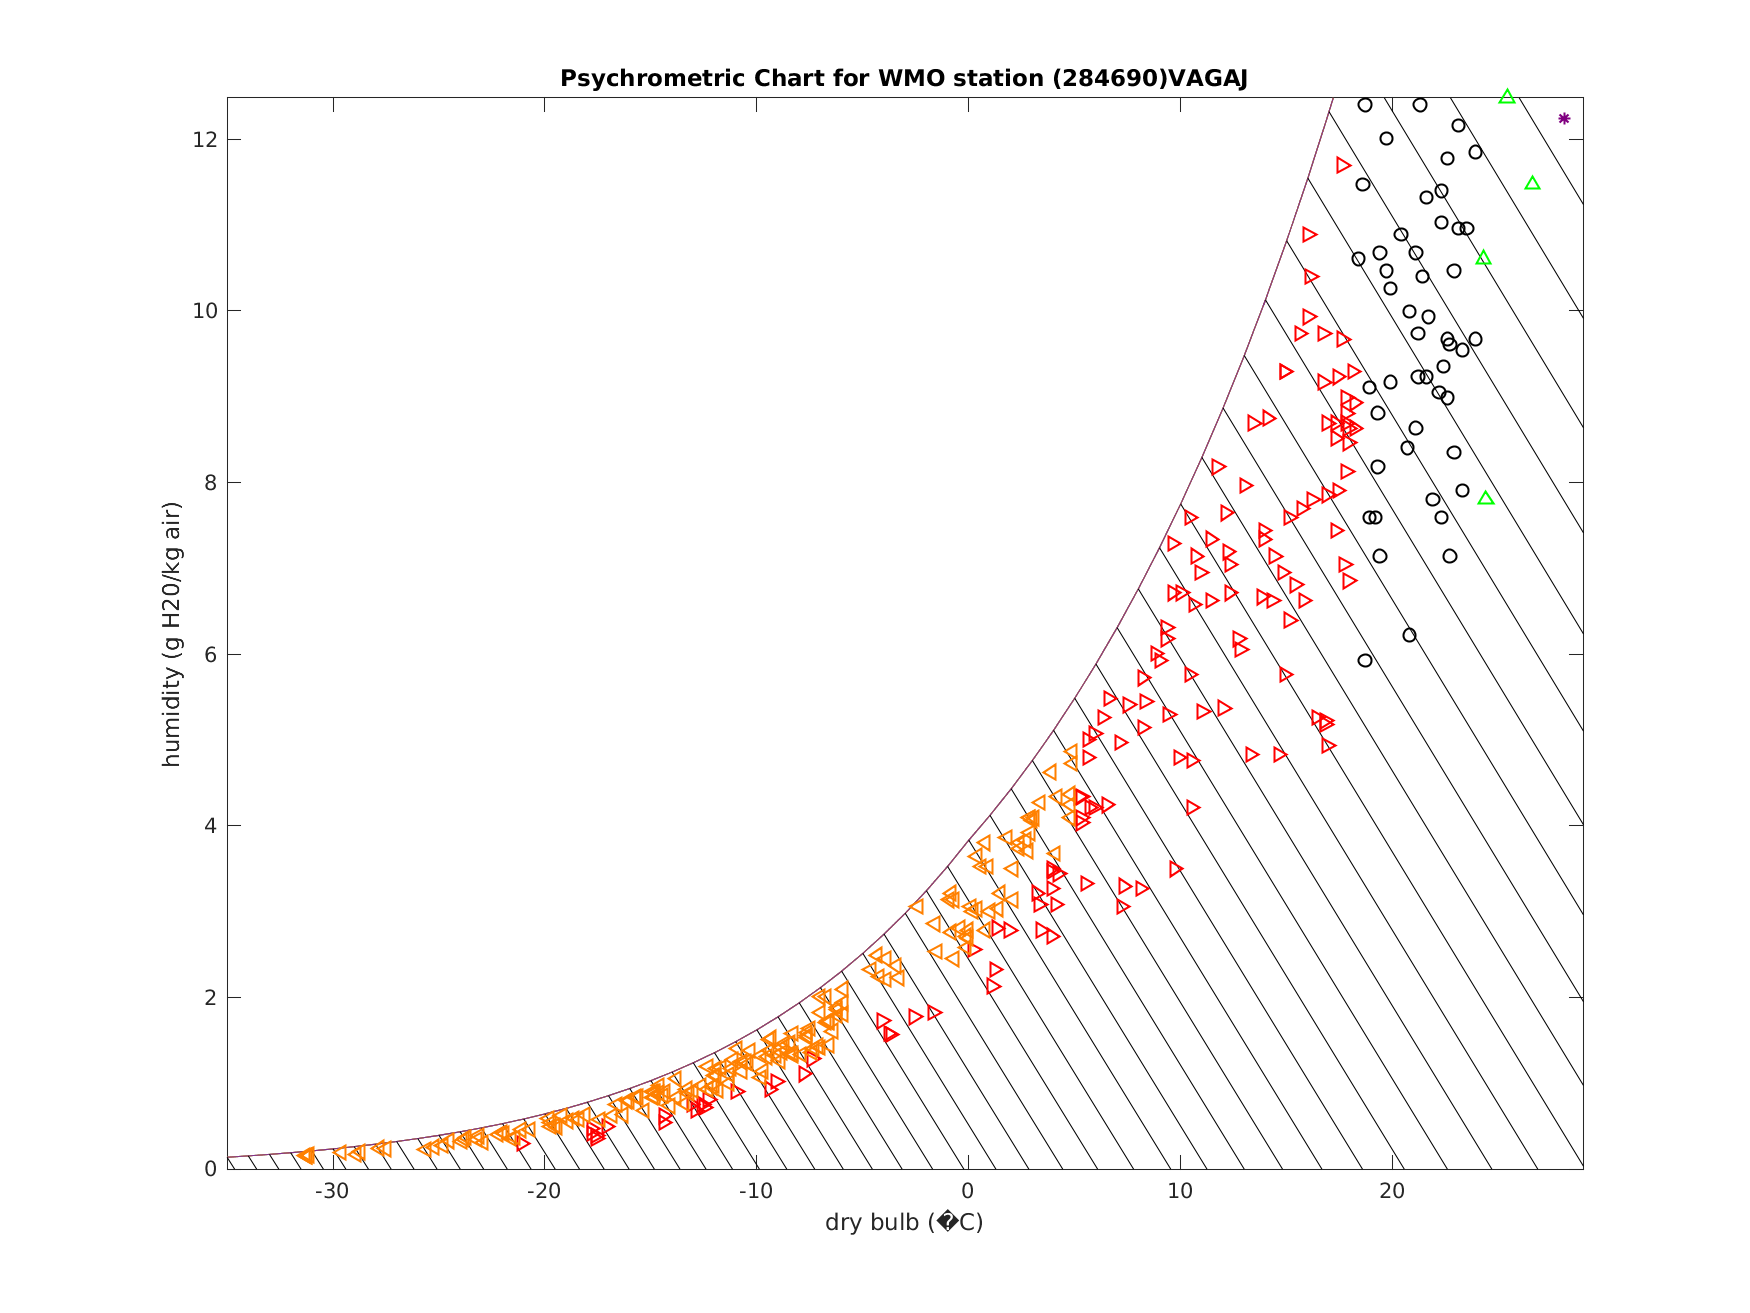 Psychrometric Chart for WMO station (284690)VAGAJ
humidity (g H20/kg air)
12
10
8
6
4
2
0
-30 -20 -10 0 10 20
dry bulb (�C)